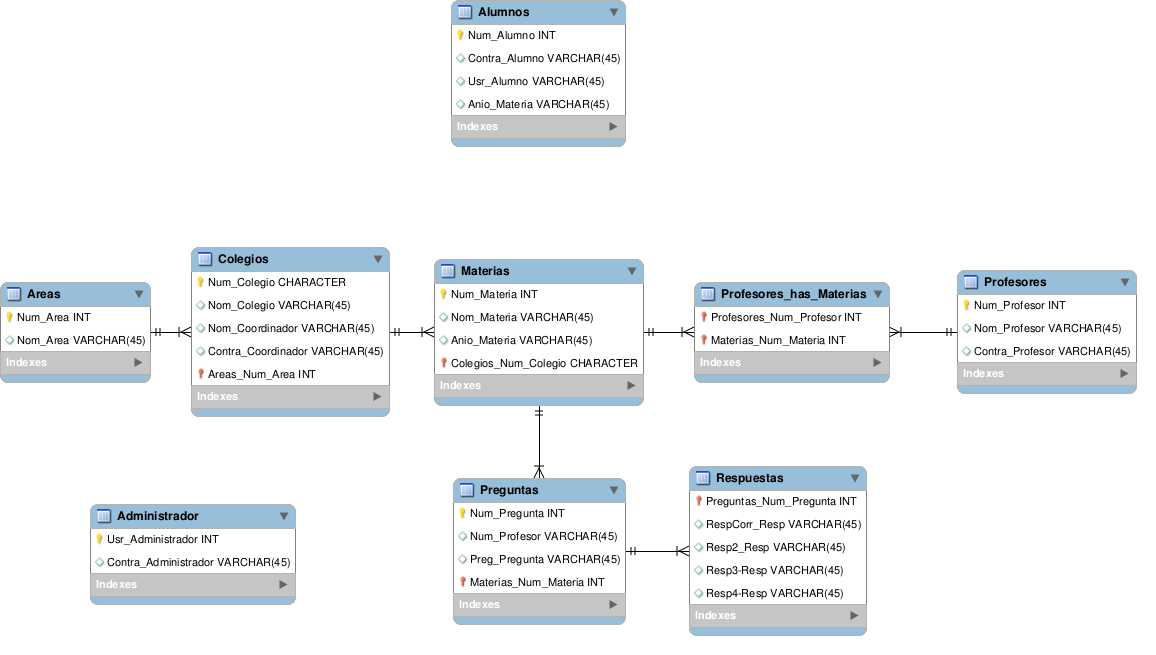 Alumnos
Num_Alumno INT
Contra_Alumno VARCHAR(45)
Usr_Alumno VARCHAR(45)
Anio_Materia VARCHAR(45)
Indexes
Areas
Num_Area INT
Nom_Area VARCHAR(45)
Indexes
Colegios
Num_Colegio CHARACTER
Nom_Colegio VARCHAR(45)
Nom_Coordinador VARCHAR(45)
Contra_Coordinador VARCHAR(45)
Areas_Num_Area INT
Indexes
Materias
Num_Materia INT
Nom_Materia VARCHAR(45)
Anio_Materia VARCHAR(45)
Colegios_Num_Colegio CHARACTER
Indexes
Profesores_has_Materias
Profesores_Num_Profesor INT
Materias_Num_Materia INT
Indexes
Profesores
Num_Profesor INT
Nom_Profesor VARCHAR(45)
Contra_Profesor VARCHAR(45)
Indexes
Administrador
Usr_Administrador INT
Contra_Administrador VARCHAR(45)
Indexes
Preguntas
Num_Pregunta INT
Num_Profesor VARCHAR(45)
Preg_Pregunta VARCHAR(45)
Materias_Num_Materia INT
Indexes
Respuestas
Preguntas_Num_Pregunta INT
RespCorr_Resp VARCHAR(45)
Resp2_Resp VARCHAR(45)
Resp3-Resp VARCHAR(45)
Resp4-Resp VARCHAR(45)
Indexes